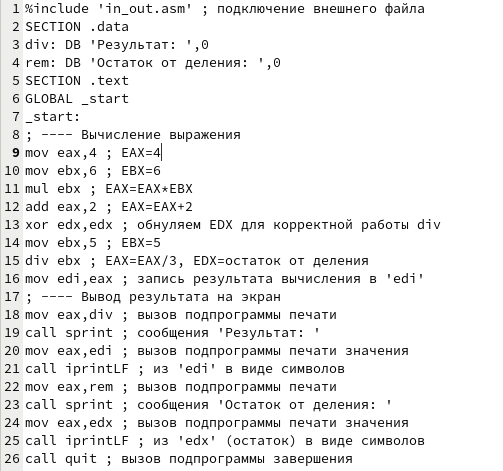 1 %include 'in_out.asm' ; подключение внешнего файла
2 SECTION .data
3 div: DB 'Результат: ',0
4 rem: DB 'Остаток от деления: ',0
5 SECTION .text
6 GLOBAL _start
7 _start:
8 ; ---- Вычисление выражения
9 mov eax,4 ; EAX=4
10 mov ebx,6 ; EBX=6
11 mul ebx ; EAX=EAX*EBX
12 add eax,2 ; EAX=EAX+2
13 xor edx,edx ; обнуляем EDX для корректной работы div
14 mov ebx,5 ; EBX=5
15 div ebx ; EAX=EAX/3, EDX=остаток от деления
16 mov edi,eax ; запись результата вычисления в 'edi'
17 ; ---- Вывод результата на экран
18 mov eax,div ; вызов подпрограммы печати
19 call sprint ; сообщения 'Результат: '
20 mov eax,edi ; вызов подпрограммы печати значения
21 call iprintLF ; из 'edi' в виде символов
22 mov eax,rem ; вызов подпрограммы печати
23 call sprint ; сообщения 'Остаток от деления: '
24 mov eax,edx ; вызов подпрограммы печати значения
25 call iprintLF ; из 'edx' (остаток) в виде символов
26 call quit ; вызов подпрограммы завершения